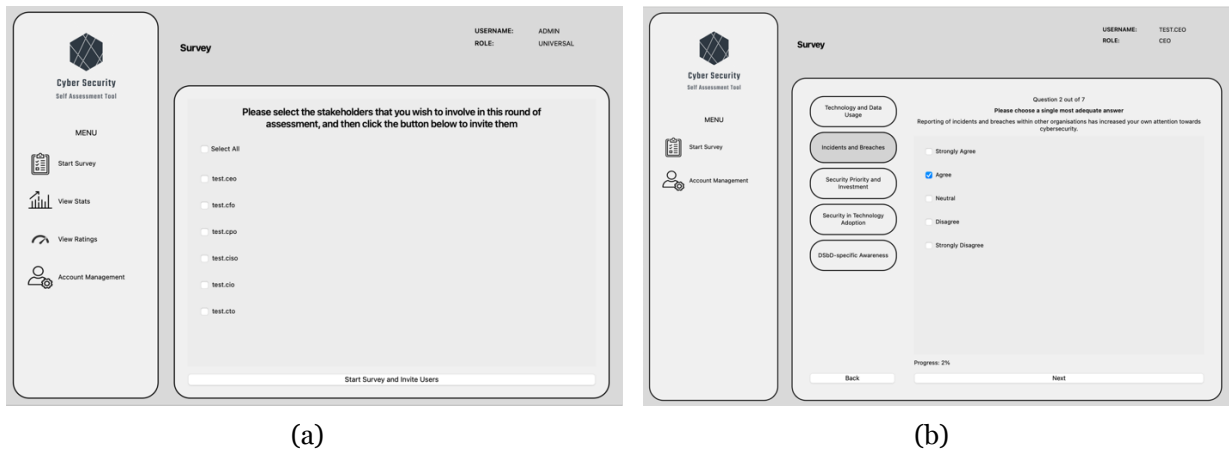 Cyber Security
Self Assessment Tool
MENU
Start Survey
View Stats
View Ratings
Account Management
Survey
USERNAME: ADMIN
ROLE: UNIVERSAL
Please select the stakeholders that you wish to involve in this round of
assessment, and then click the button below to invite them
Select All
test.ceo
test.cfo
test.cpo
test.ciso
test.cio
test.cto
Start Survey and Invite Users
(a)
Cyber Security
Self Assessment Tool
MENU
Start Survey
Account Management
Survey
USERNAME: TEST.CEO
ROLE: CEO
Technology and Data
Usage
Incidents and Breaches
Security Priority and
Investment
Security in Technology
Adoption
DSbD-specific Awareness
Question 2 out of 7
Please choose a single most adequate answer
Reporting of incidents and breaches within other organisations has increased your own attention towards
cybersecurity.
Strongly Agree
Agree
Neutral
Disagree
Strongly Disagree
Progress: 2%
Back
Next
(b)